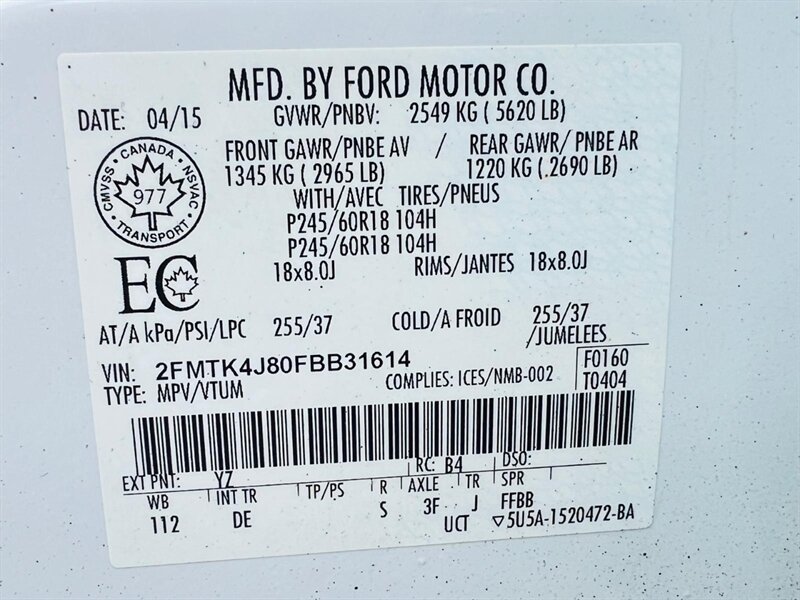 MFD. BY FORD MOTOR CO.
DATE: 04/15
GVWR/PNBV: 2549 KG ( 5620 LB)
FRONT GAWR/PNBE AV / REAR GAWR/ PNBE AR
1345 KG ( 2965 LB) 1220 KG (.2690 LB)
WITH/AVEC TIRES/PNEUS
P245/60R18 104H
P245/60R18 104H
18x8.0J RIMS/JANTES 18x8.0J
CANADA
CMVSS 977 NSVAC
TRANSPORT
EC
AT/A kPa/PSI/LPC 255/37 COLD/A FROID 255/37
/JUMELEES
VIN: 2FMTK4J80FBB31614
TYPE: MPV/VTUM COMPLIES: ICES/NMB-002
F0160
T0404
EXT PNT: YZ RC: B4 DSO:
WB INT TR TP/PS R AXLE TR SPR
112 DE S 3F J FFBB
UCT ▽5U5A-1520472-BA